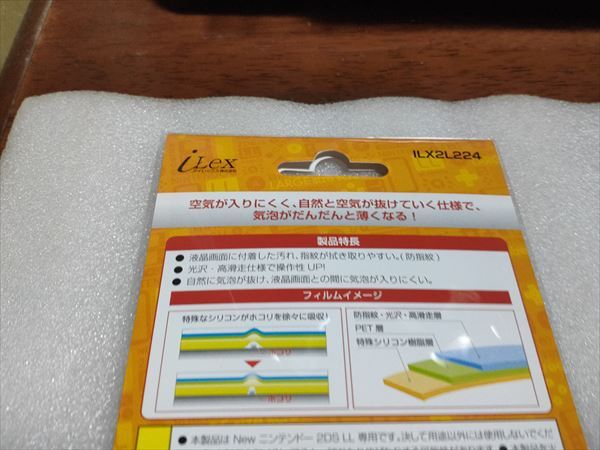 iLex
アイレックス株式会社
ILX2L224
空気が入りにくく、自然と空気が抜けていく仕様で、
気泡がだんだんと薄くなる!
製品特長
● 液晶画面に付着した汚れ、指紋が拭き取りやすい。(防指紋)
● 光沢・高滑走仕様で操作性UP!
● 自然に気泡が抜け、液晶画面との間に気泡が入りにくい。
フィルムイメージ
特殊なシリコンがホコリを徐々に吸収!
ホコリ
ホコリ
防指紋・光沢・高滑走層
PET層
特殊シリコン樹脂層
● 本製品は New ニンテンドー 2DS LL 専用です。決して用途以外には使用しないでくだ